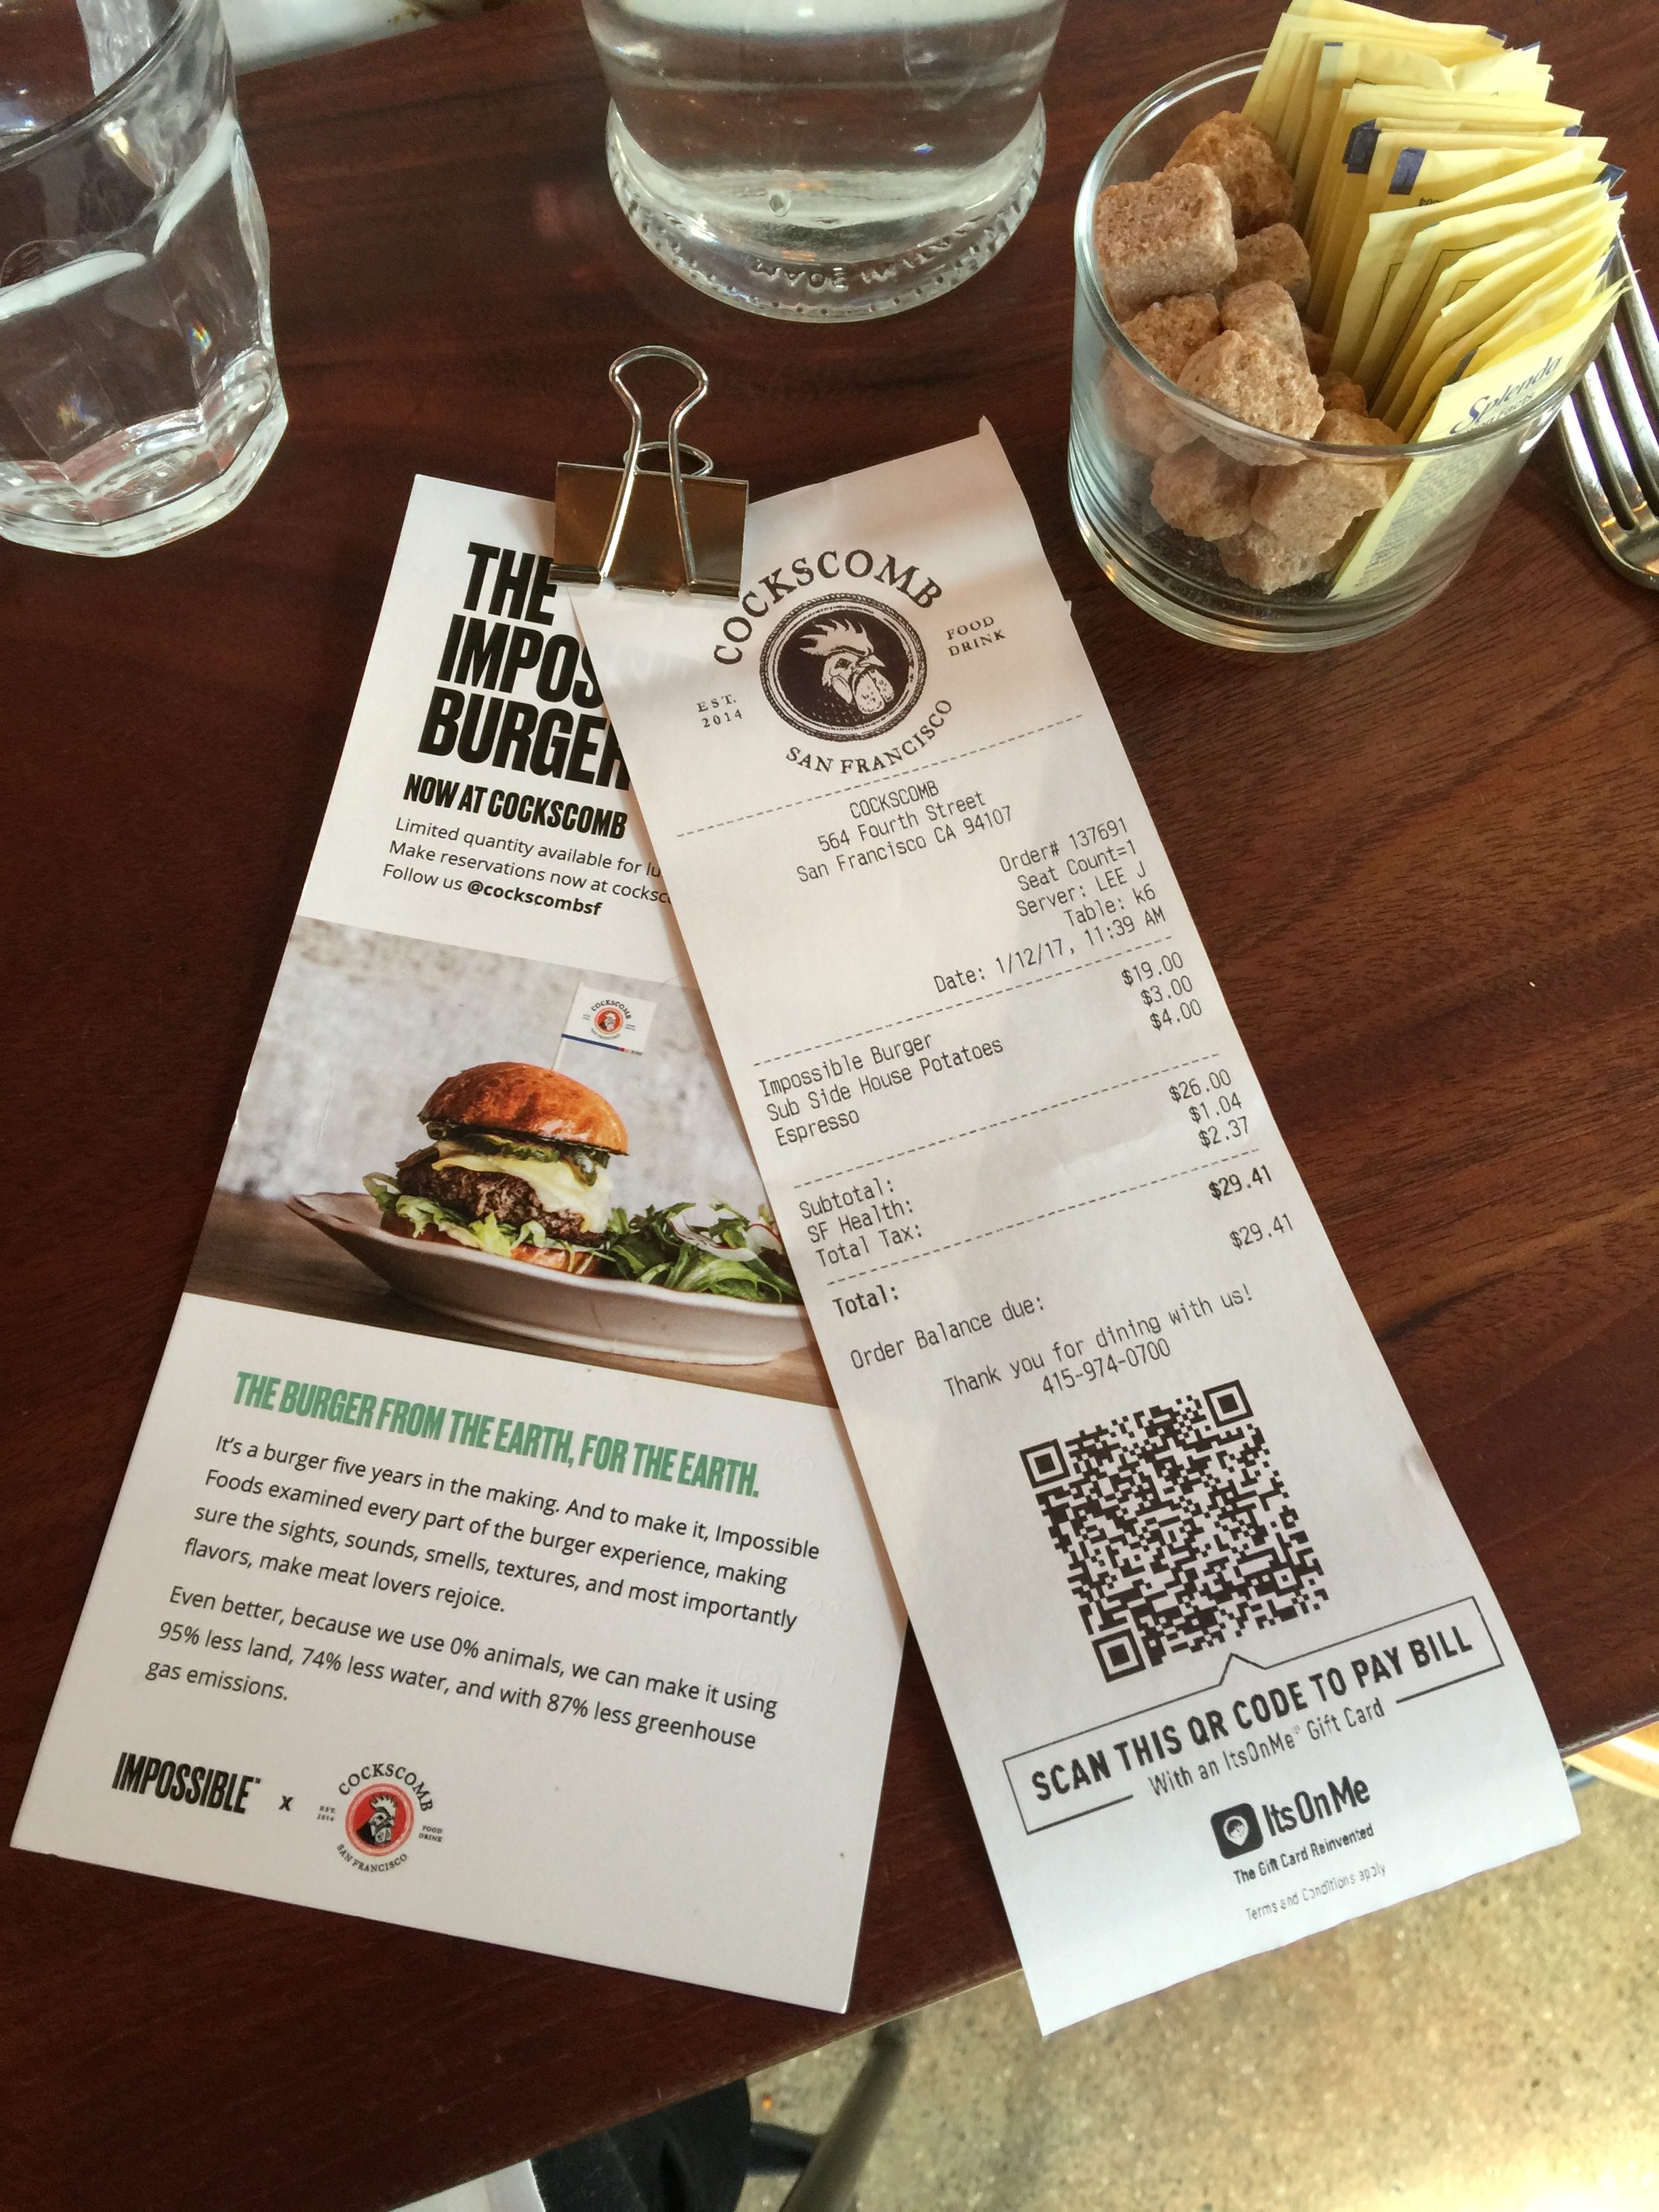 THE
BURGER
NOW AT COCKSCOMB
Limited quantity available for
Make reservations now at
Follow us @cockscombsf
COCKSCOMB
THE BURGER FROM THE EARTH, FOR THE EARTH.
It's a burger five years in the making. And to make it, Impossible
Foods examined every part of the burger experience, making
sure the sights, sounds, smells, textures, and most importantly
flavors, make meat lovers rejoice.
Even better, because we use 0% animals, we can make it using
95% less land, 74% less water, and with 87% less greenhouse
gas emissions.
IMPOSSIBLE™ x
COCKSCOMB
EST. 2014
FOOD DRINK
SAN FRANCISCO
COCKSCOMB
FOOD
DRINK
EST.
2014
SAN FRANCISCO
COCKSCOMB
564 Fourth Street
San Francisco CA 94107
Order# 137691
Seat Count=1
Server: LEE J
Table: k6
Date: 1/12/17, 11:39 AM
Impossible Burger $19.00
Sub Side House Potatoes $3.00
Espresso $4.00
Subtotal: $26.00
SF Health: $1.04
Total Tax: $2.37
Total: $29.41
Order Balance due: $29.41
Thank you for dining with us!
415-974-0700
SCAN THIS QR CODE TO PAY BILL
With an ItsOnMe® Gift Card
ItsOnMe
The Gift Card Reinvented
Terms and Conditions apply
Splenda